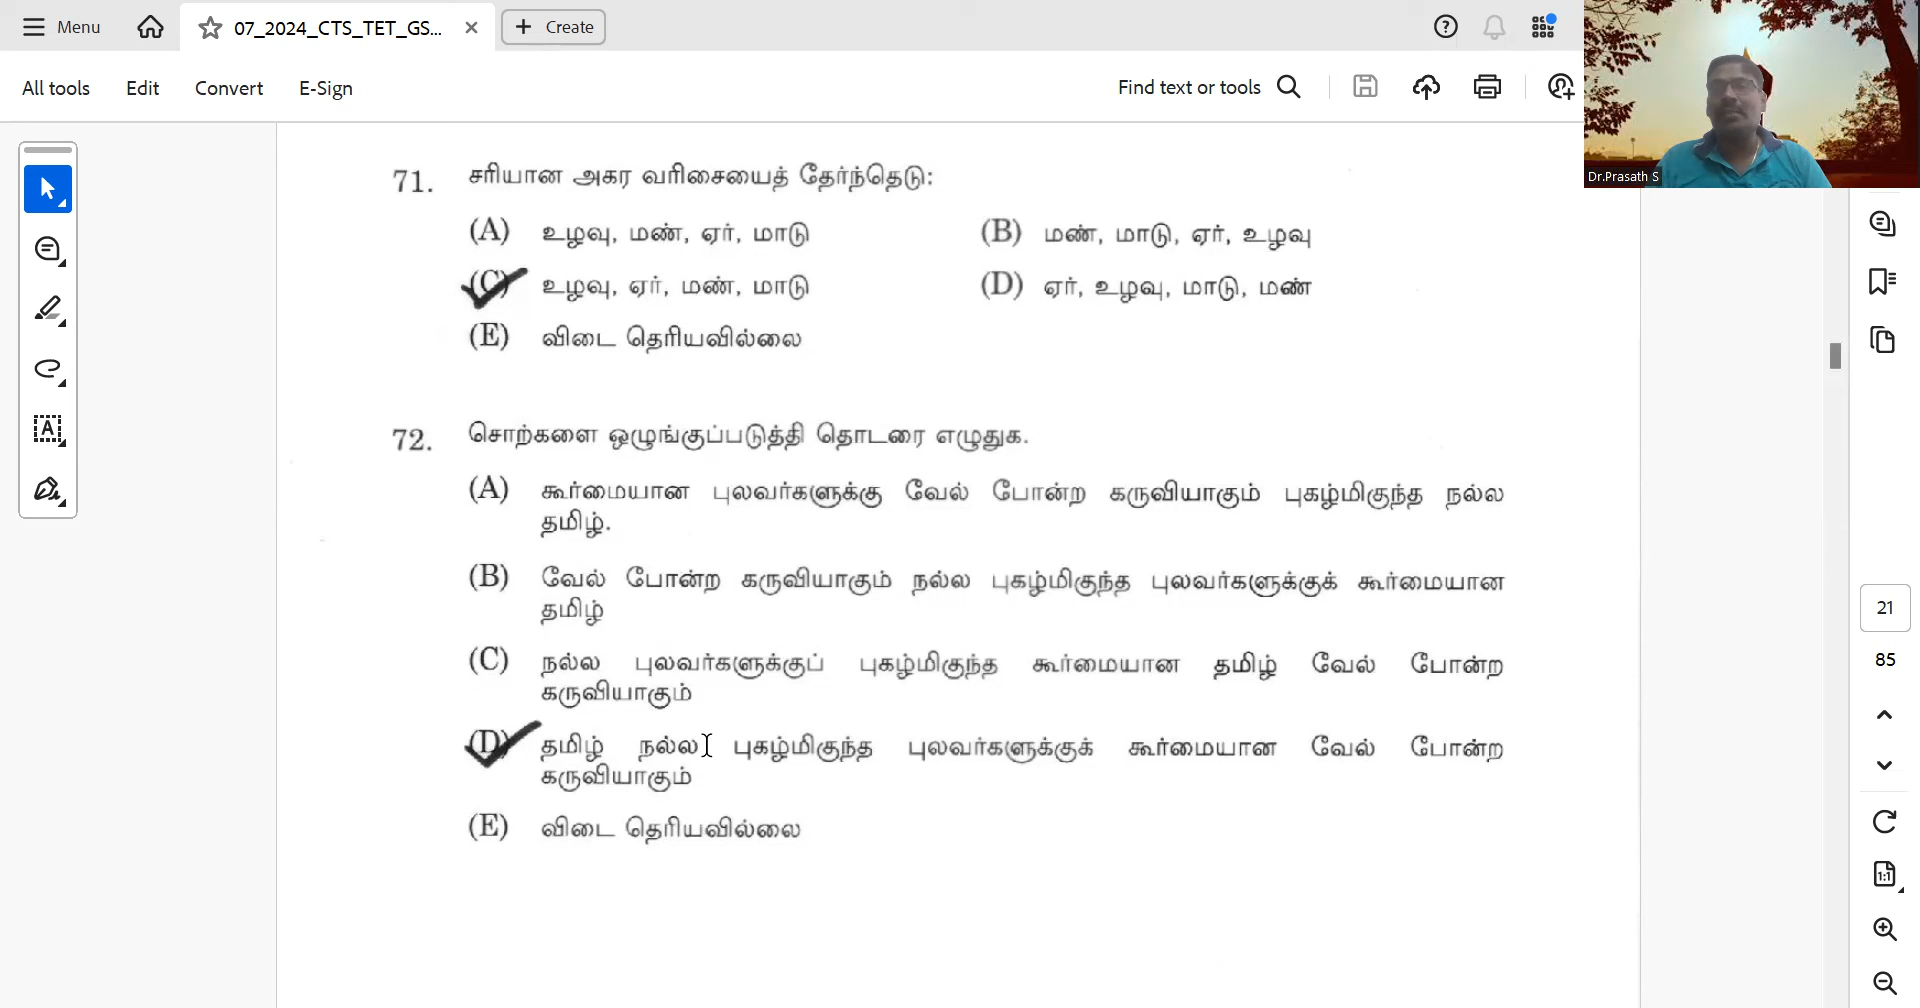 Menu
07_2024_CTS_TET_GS...
Create
All tools
Edit
Convert
E-Sign
Find text or tools
Dr.Prasath S
71. சரியான அகர வரிசையைத் தேர்ந்தெடு:
(A) உழவு, மண், ஏர், மாடு
(B) மண், மாடு, ஏர், உழவு
(C) உழவு, ஏர், மண், மாடு
(D) ஏர், உழவு, மாடு, மண்
(E) விடை தெரியவில்லை
72. சொற்களை ஒழுங்குப்படுத்தி தொடரை எழுதுக.
(A) கூர்மையான புலவர்களுக்கு வேல் போன்ற கருவியாகும் புகழ்மிகுந்த நல்ல
தமிழ்.
(B) வேல் போன்ற கருவியாகும் நல்ல புகழ்மிகுந்த புலவர்களுக்குக் கூர்மையான
தமிழ்
(C) நல்ல புலவர்களுக்குப் புகழ்மிகுந்த கூர்மையான தமிழ் வேல் போன்ற
கருவியாகும்
(D) தமிழ் நல்ல புகழ்மிகுந்த புலவர்களுக்குக் கூர்மையான வேல் போன்ற
கருவியாகும்
(E) விடை தெரியவில்லை
21
85